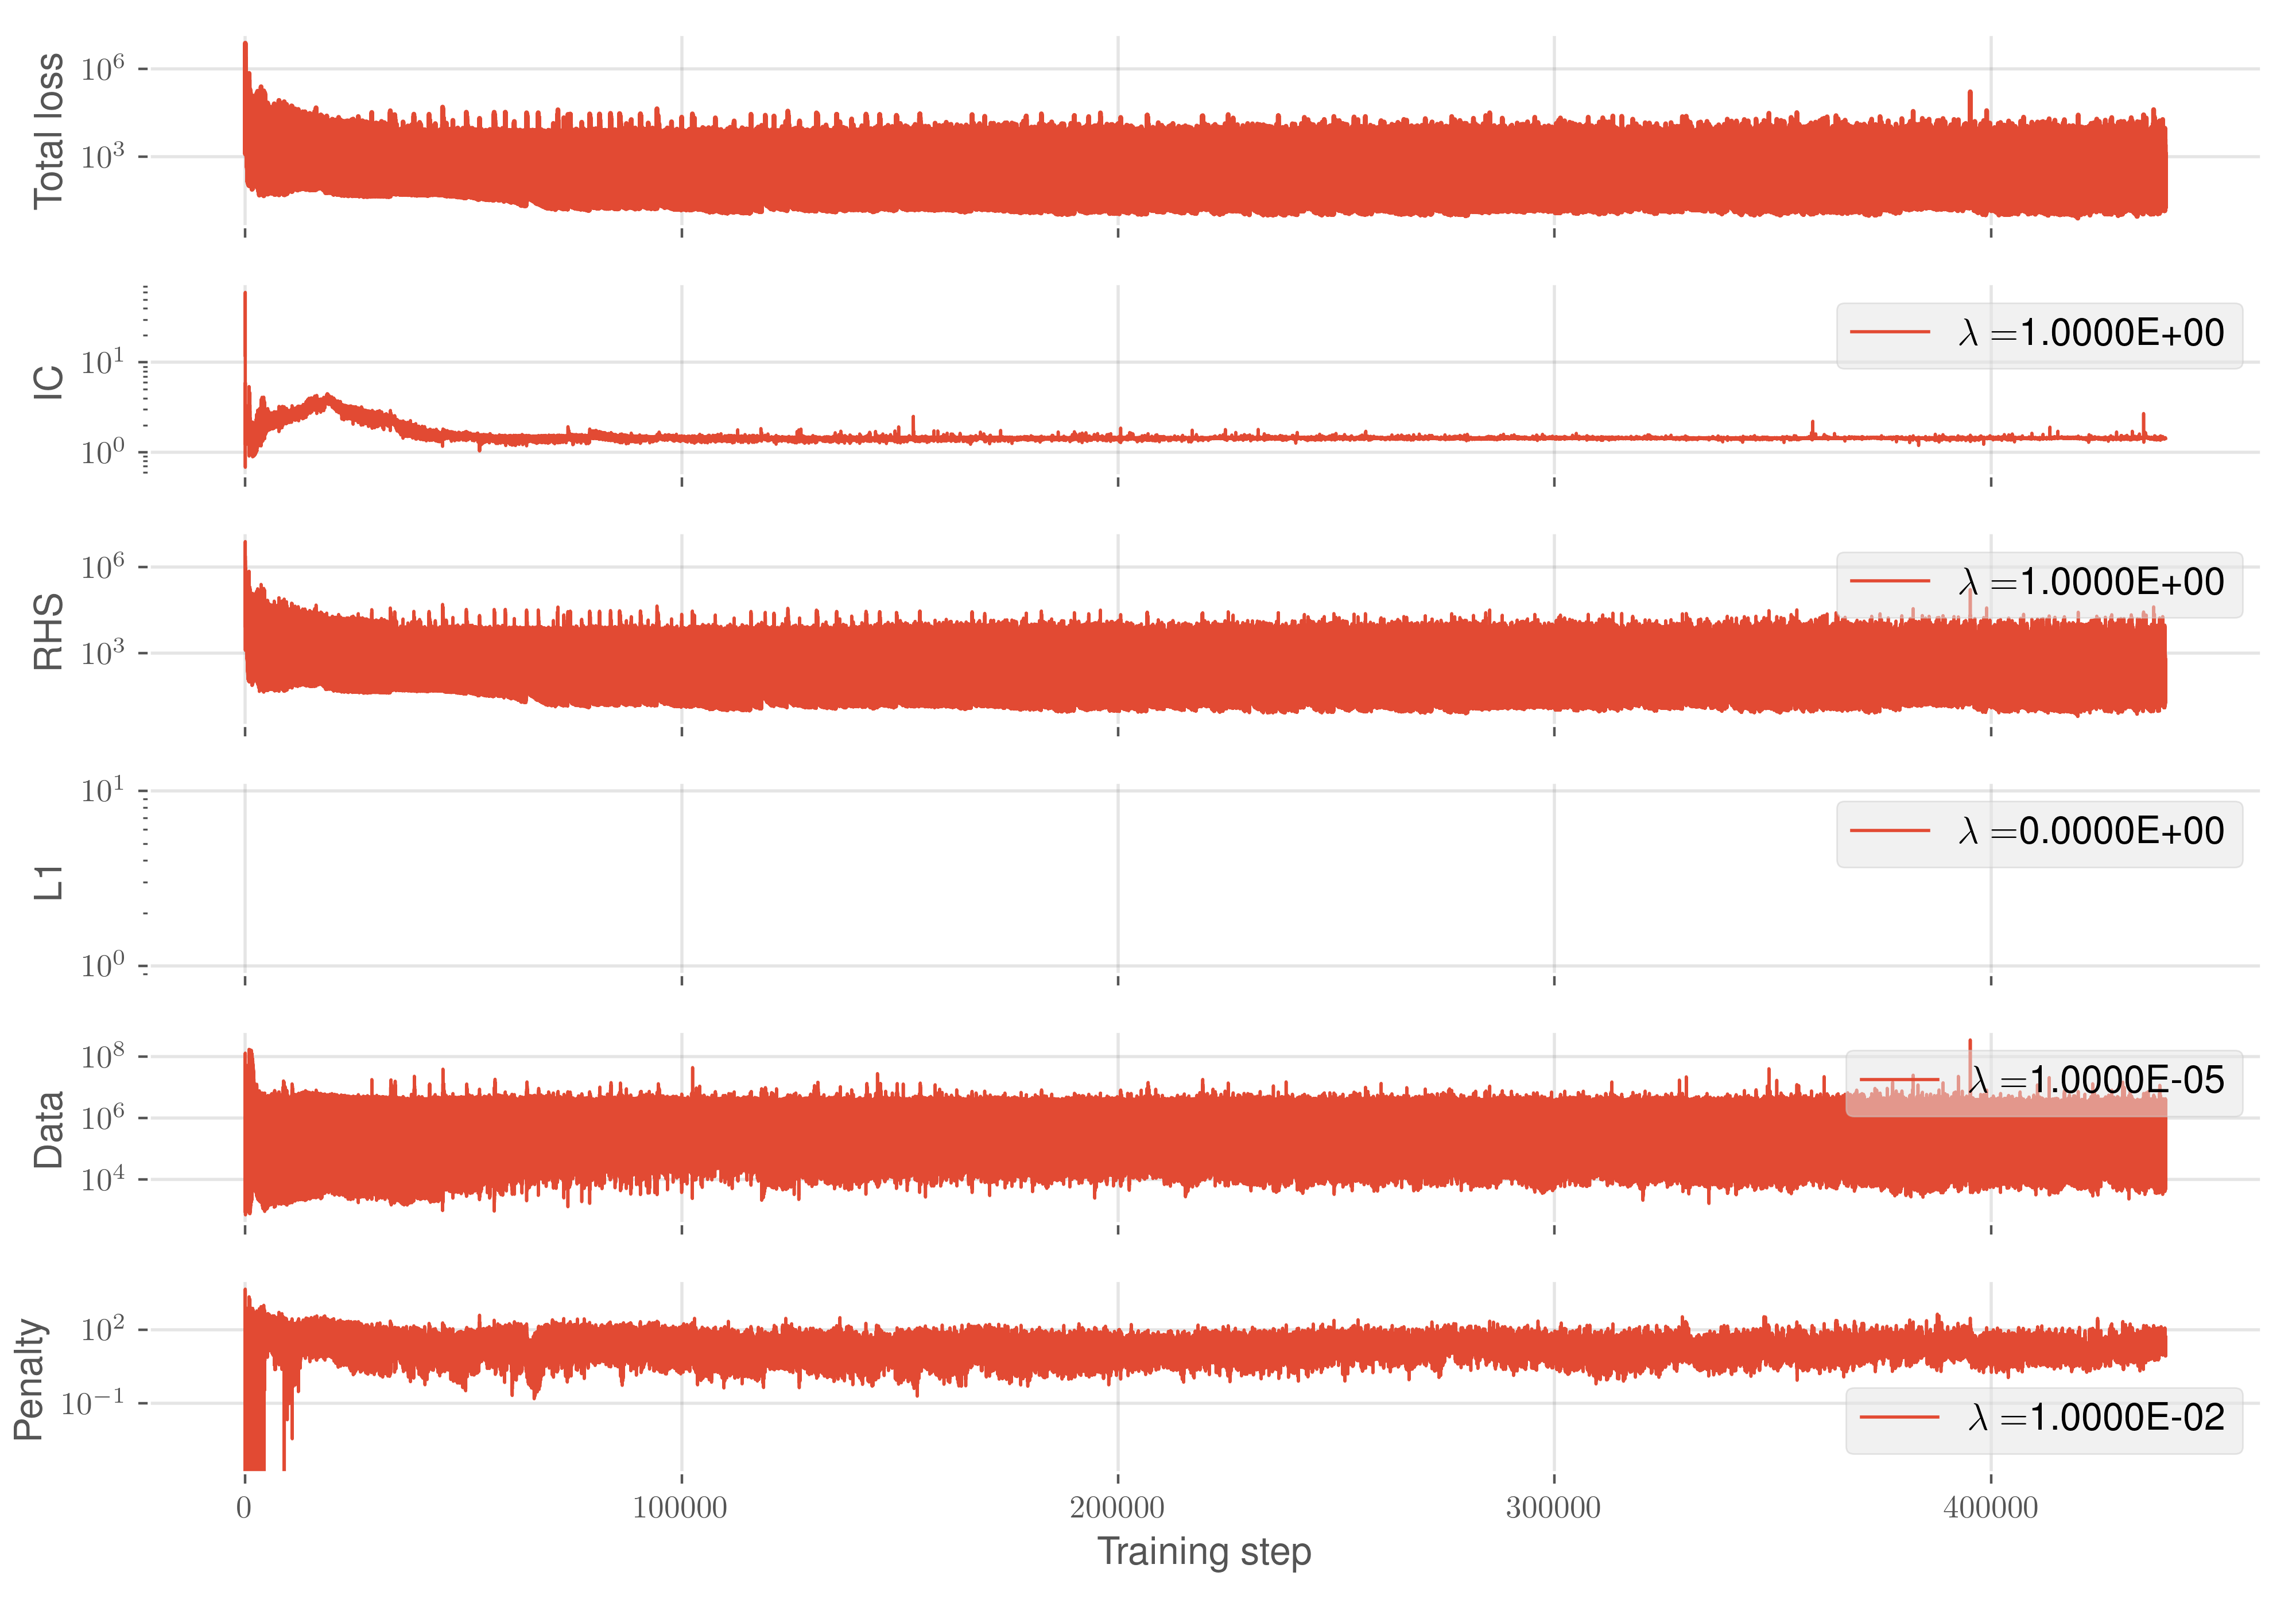 Total loss
10^6
10^3
IC
10^1
10^0
λ =1.0000E+00
RHS
10^6
10^3
λ =1.0000E+00
L1
10^1
10^0
λ =0.0000E+00
Data
10^8
10^6
10^4
λ =1.0000E-05
Penalty
10^2
10^−1
λ =1.0000E-02
0 100000 200000 300000 400000
Training step